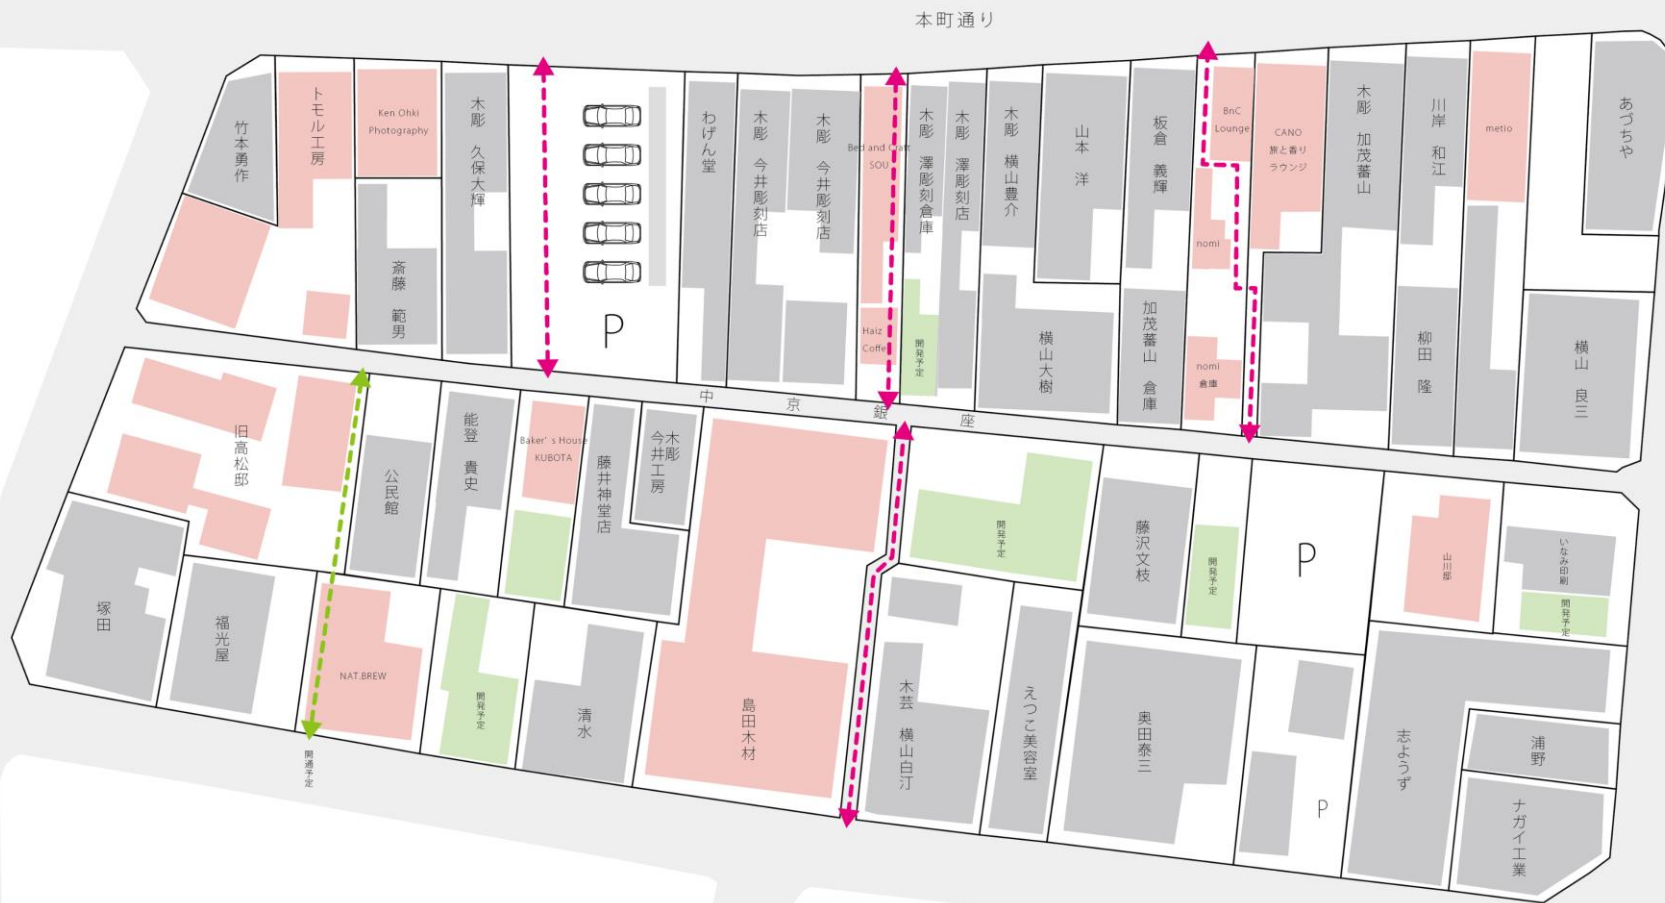 本町通り
竹本勇作
トモル工房
Ken Ohki
Photography
木彫 久保大輝
斎藤 範男
P
わげん堂
木彫 今井彫刻店
木彫 今井彫刻店
Bed and Craft
SOU
Haiz
Coffee
木彫 澤彫刻倉庫
開発予定
木彫 澤彫刻店
木彫 横山豊介
山本 洋
横山大樹
板倉 義輝
加茂蕃山 倉庫
BnC
Lounge
nomi
nomi
倉庫
CANO
旅と香り
ラウンジ
木彫 加茂蕃山
川岸 和江
柳田 隆
metio
あづちや
横山 良三
中京銀座
旧高松邸
公民館
能登 貴史
Baker's House
KUBOTA
藤井神堂店
木彫
今井工房
島田木材
開発予定
藤沢文枝
開発予定
P
山川邸
いなみ印刷
開発予定
塚田
福光屋
NAT.BREW
開通予定
開発予定
清水
木芸 横山白汀
えつこ美容室
奥田泰三
P
志ようず
浦野
ナガイ工業